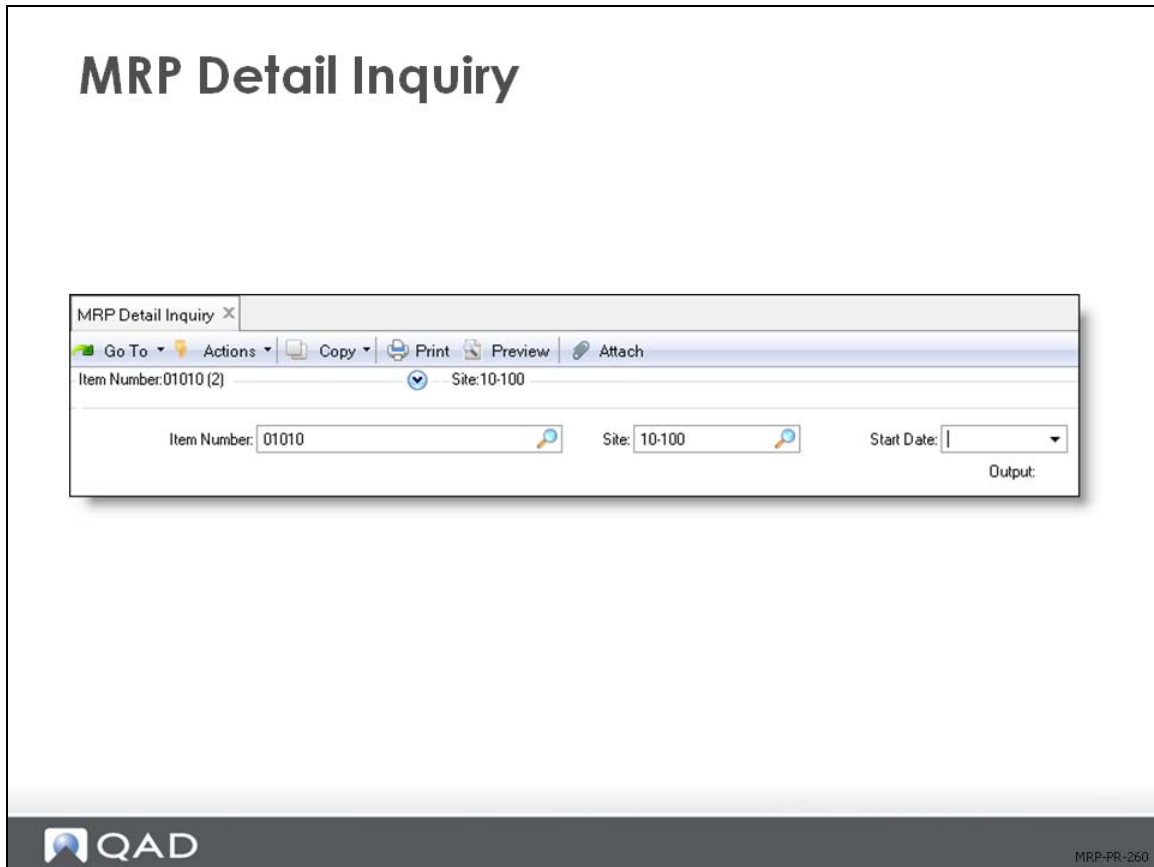 MRP Detail Inquiry
MRP Detail Inquiry X
Go To Actions Copy Print Preview Attach
Item Number:01010 (2) Site:10-100
Item Number: 01010 Site: 10-100 Start Date:
Output:
QAD
MRP-PR-260